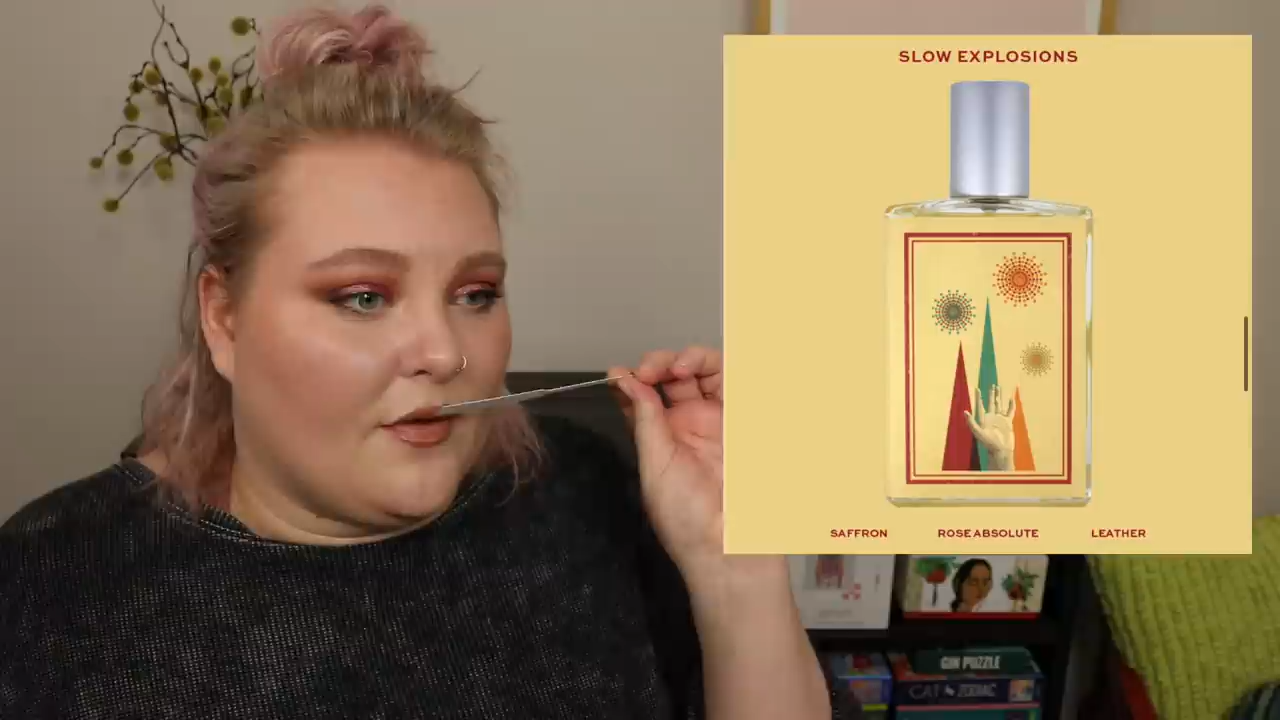 SLOW EXPLOSIONS
SAFFRON ROSE ABSOLUTE LEATHER
GIN PUZZLE
CAT ZODIAC